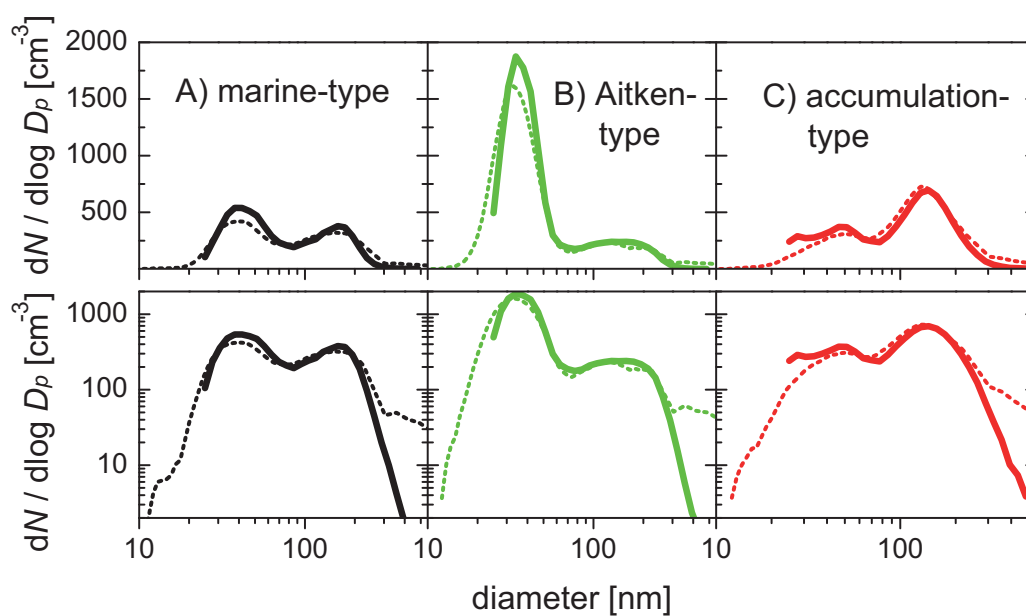 dN / dlog Dp [cm-3]
2000
1500
1000
500
A) marine-type
B) Aitken-
type
C) accumulation-
type
dN / dlog Dp [cm-3]
1000
100
10
10 100 10 100 10 100
diameter [nm]